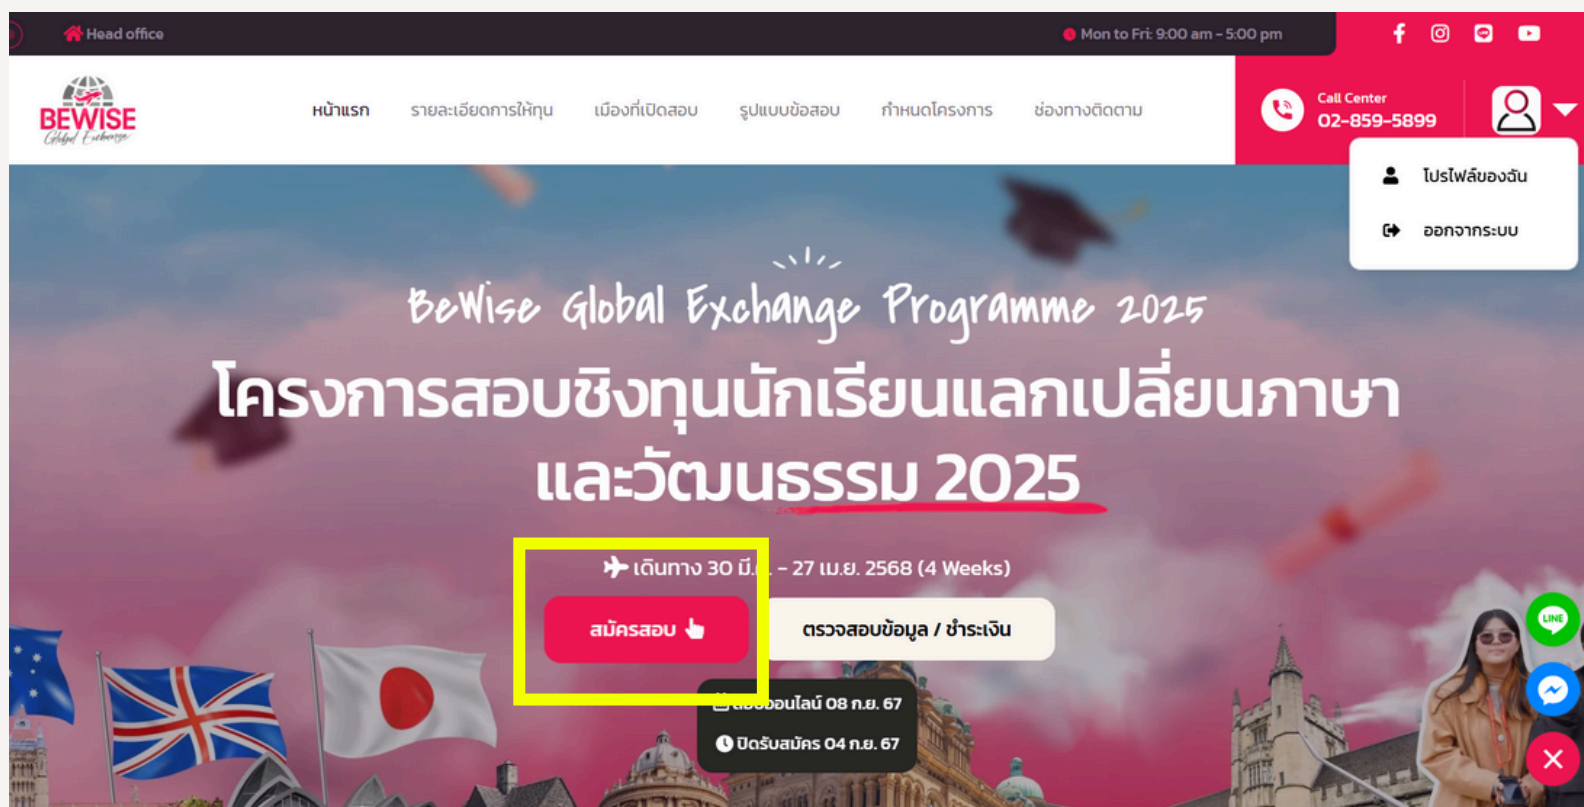 Head office
Mon to Fri: 9:00 am - 5:00 pm
BEWISE
Global Exchange
หน้าแรก
รายละเอียดการให้ทุน
เมืองที่เปิดสอบ
รูปแบบข้อสอบ
กำหนดโครงการ
ช่องทางติดตาม
Call Center
02-859-5899
โปรไฟล์ของฉัน
ออกจากระบบ
BeWise Global Exchange Programme 2025
โครงการสอบชิงทุนนักเรียนแลกเปลี่ยนภาษา
และวัฒนธรรม 2025
เดินทาง 30 มี. - 27 เม.ย. 2568 (4 Weeks)
สมัครสอบ
ตรวจสอบข้อมูล / ชำระเงิน
ออนไลน์ 08 ก.ย. 67
ปิดรับสมัคร 04 ก.ย. 67
LINE